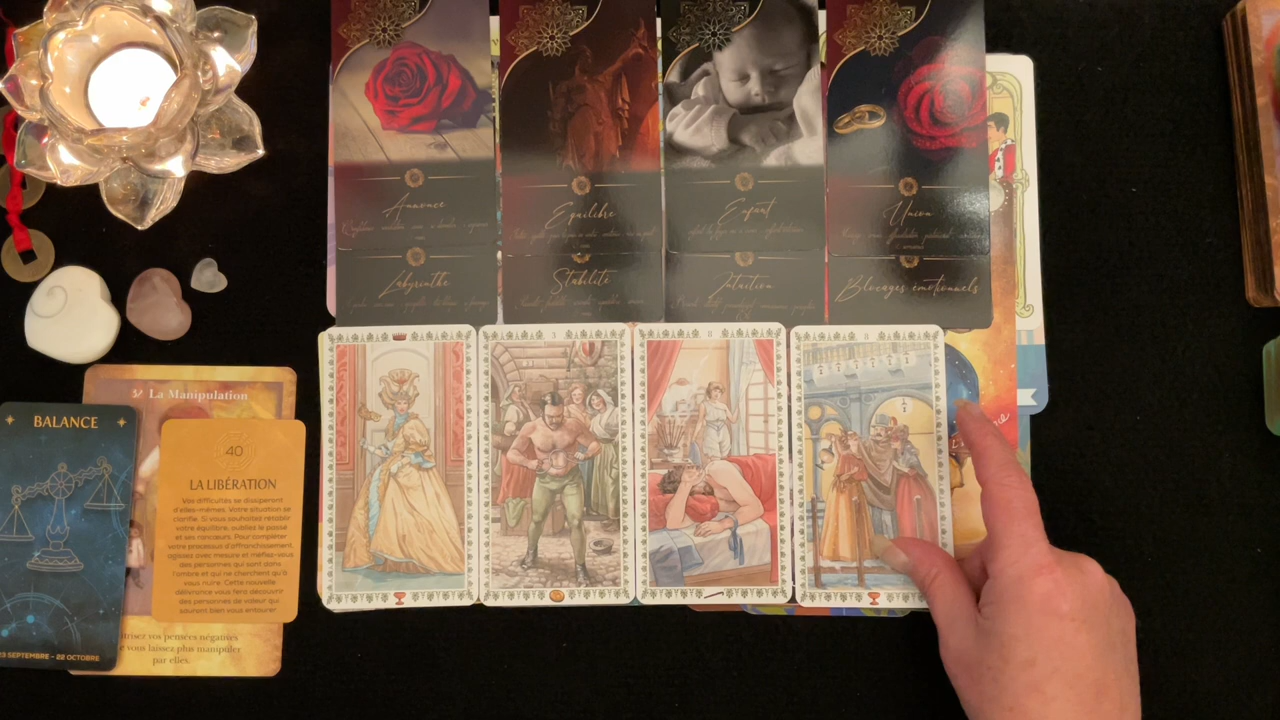 Annonce
Equilibre
Enfant
Union
Labyrinthe
Stabilité
Intuition
Blocages émotionnels
3
8
8
La Manipulation
BALANCE
23 SEPTEMBRE - 22 OCTOBRE
40
LA LIBÉRATION
Vos difficultés se dissiperont
d'elles-mêmes. Votre situation se
clarifie. Si vous souhaitez rétablir
votre équilibre, oubliez le passé
et ses rancœurs. Pour compléter
votre processus d'affranchissement,
agissez avec mesure et méfiez-vous
des personnes qui sont dans
l'ombre et qui ne cherchent qu'à
vous nuire. Cette nouvelle
délivrance vous fera découvrir
des personnes de valeur qui
sauront bien vous entourer.
vos pensées négatives
vous laissez plus manipuler
par elles.